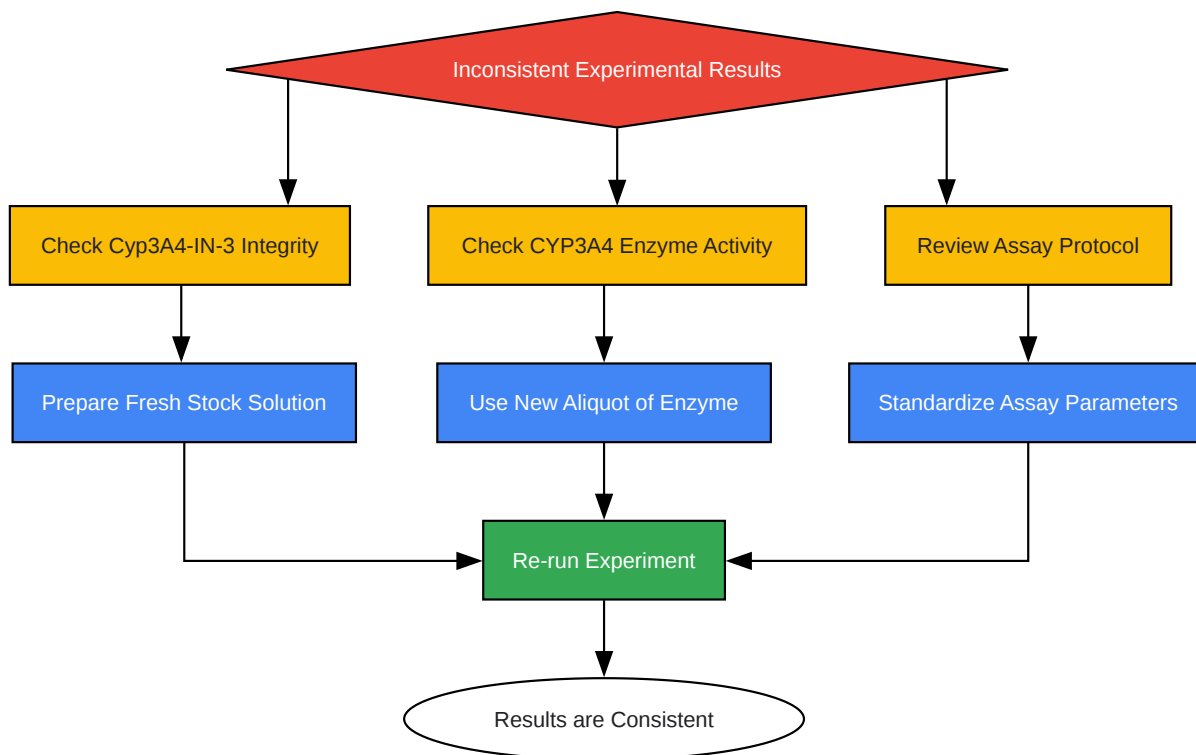 Inconsistent Experimental Results
Check Cyp3A4-IN-3 Integrity
Check CYP3A4 Enzyme Activity
Review Assay Protocol
Prepare Fresh Stock Solution
Use New Aliquot of Enzyme
Standardize Assay Parameters
Re-run Experiment
Results are Consistent